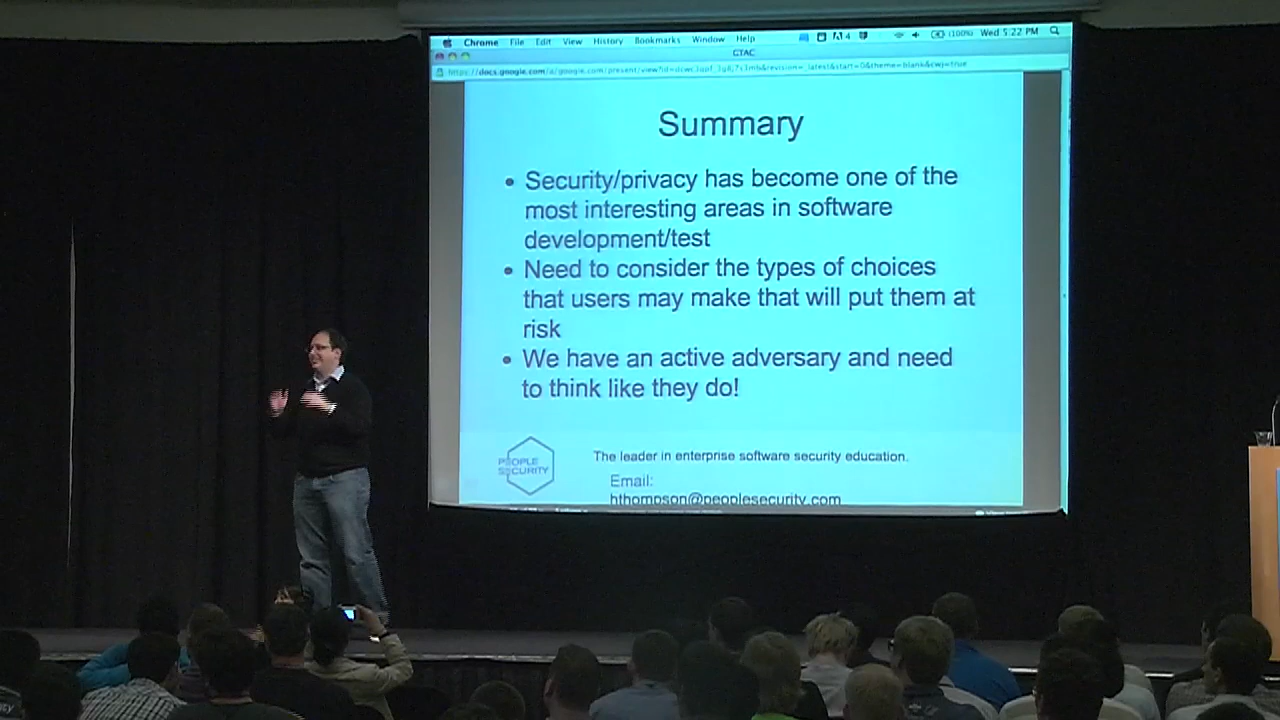 Chrome File Edit View History Bookmarks Window Help
4 (100%) Wed 5:22 PM
GTAC
Summary
• Security/privacy has become one of the
most interesting areas in software
development/test
• Need to consider the types of choices
that users may make that will put them at
risk
• We have an active adversary and need
to think like they do!
PEOPLE
SECURITY
The leader in enterprise software security education.
Email:
hthompson@peoplesecurity.com